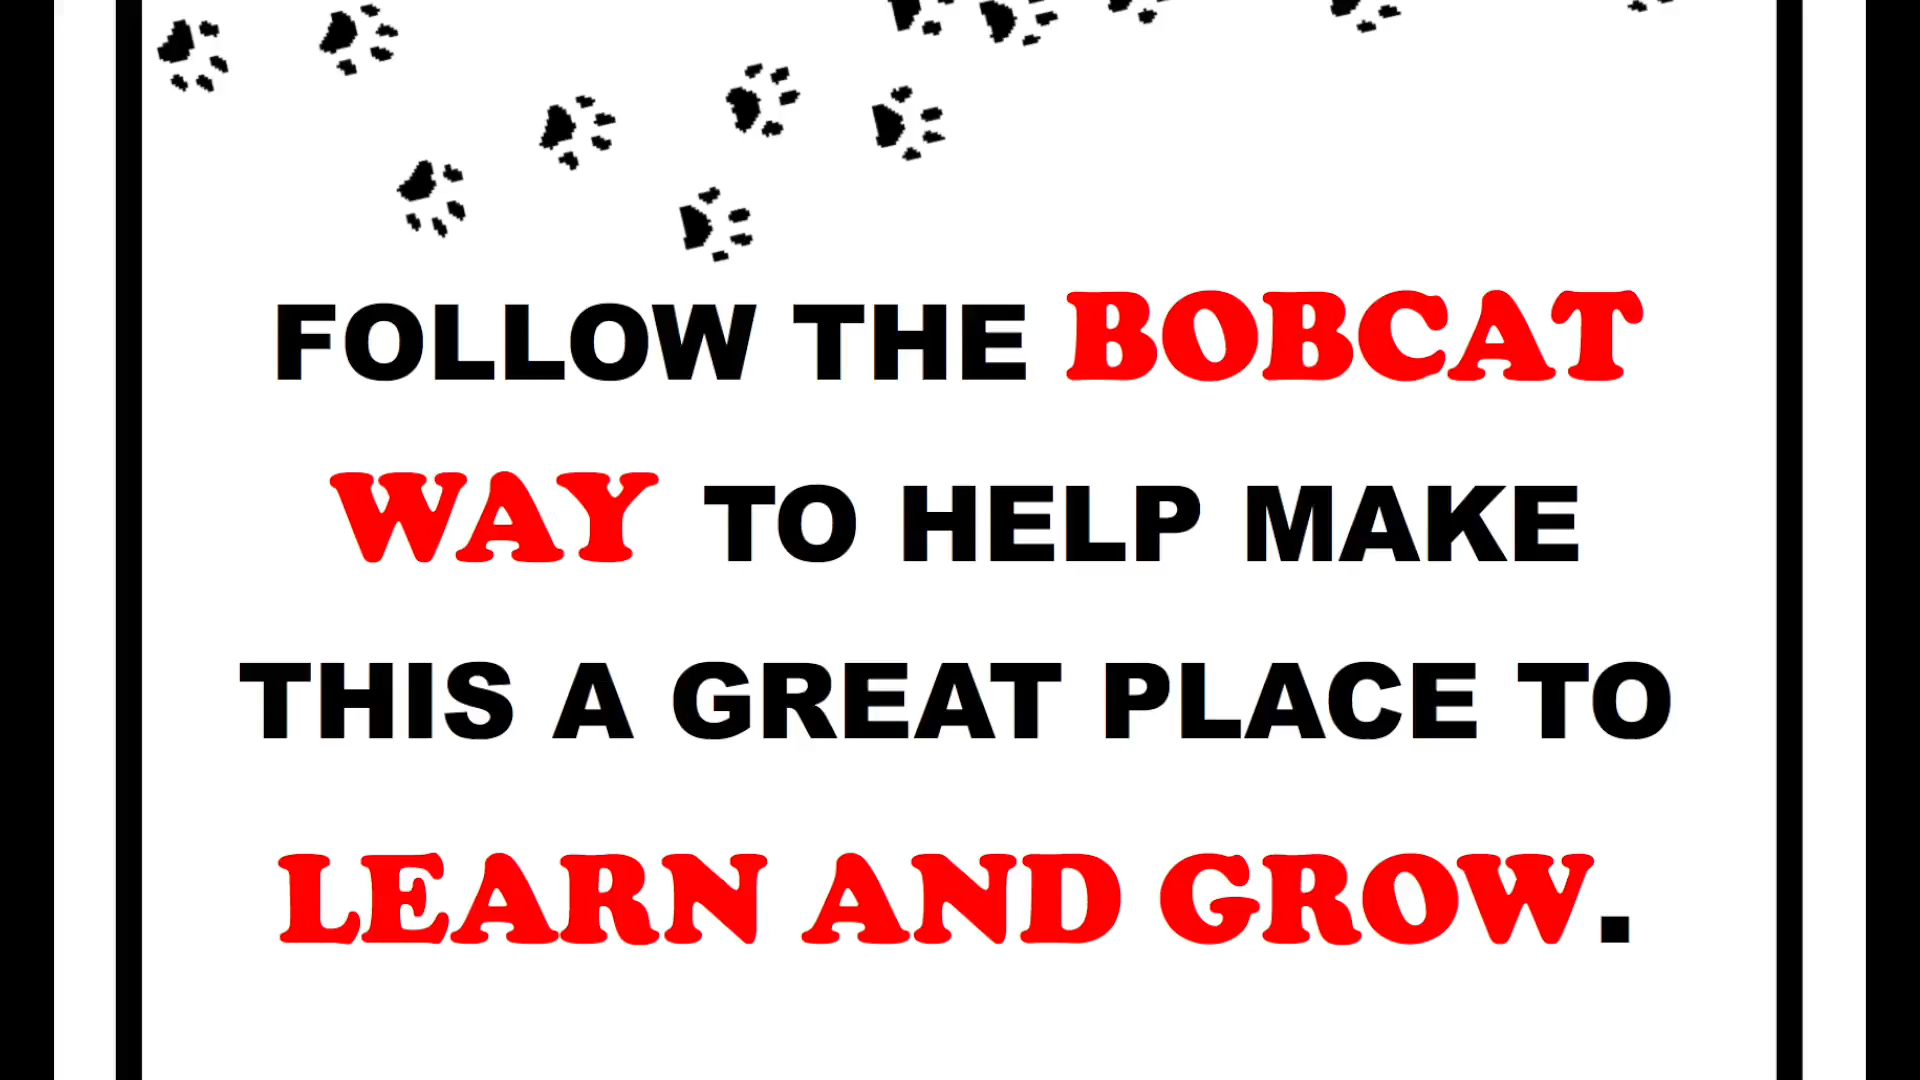 FOLLOW THE BOBCAT
WAY TO HELP MAKE
THIS A GREAT PLACE TO
LEARN AND GROW.